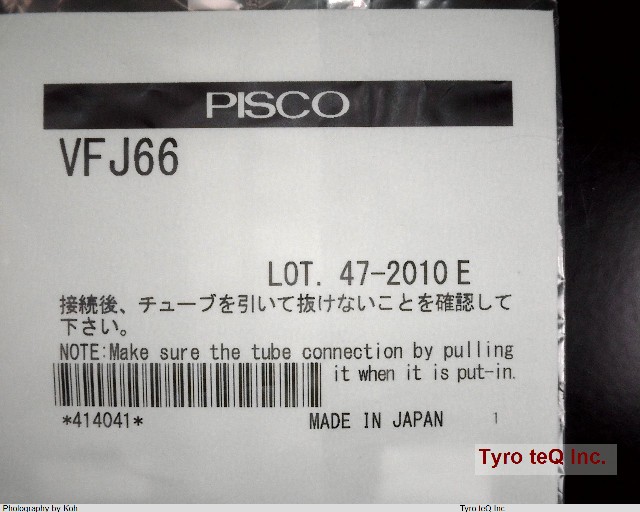 PISCO
VFJ66
LOT. 47-2010 E
接続後、チューブを引いて抜けないことを確認して
下さい。
NOTE:Make sure the tube connection by pulling
it when it is put-in.
*414041*
MADE IN JAPAN 1
Tyro teQ Inc.
Photography by Koh
Tyro teQ Inc